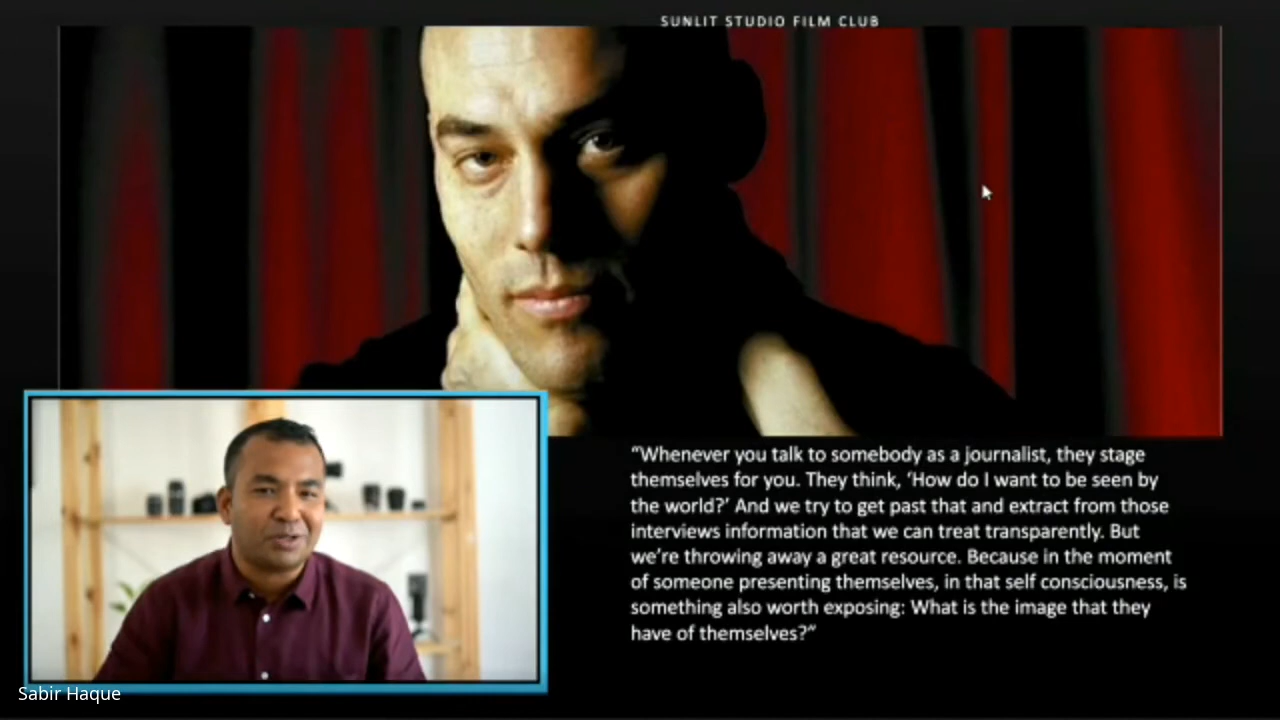 SUNLIT STUDIO FILM CLUB
“Whenever you talk to somebody as a journalist, they stage
themselves for you. They think, ‘How do I want to be seen by
the world?’ And we try to get past that and extract from those
interviews information that we can treat transparently. But
we’re throwing away a great resource. Because in the moment
of someone presenting themselves, in that self consciousness, is
something also worth exposing: What is the image that they
have of themselves?”
Sabir Haque